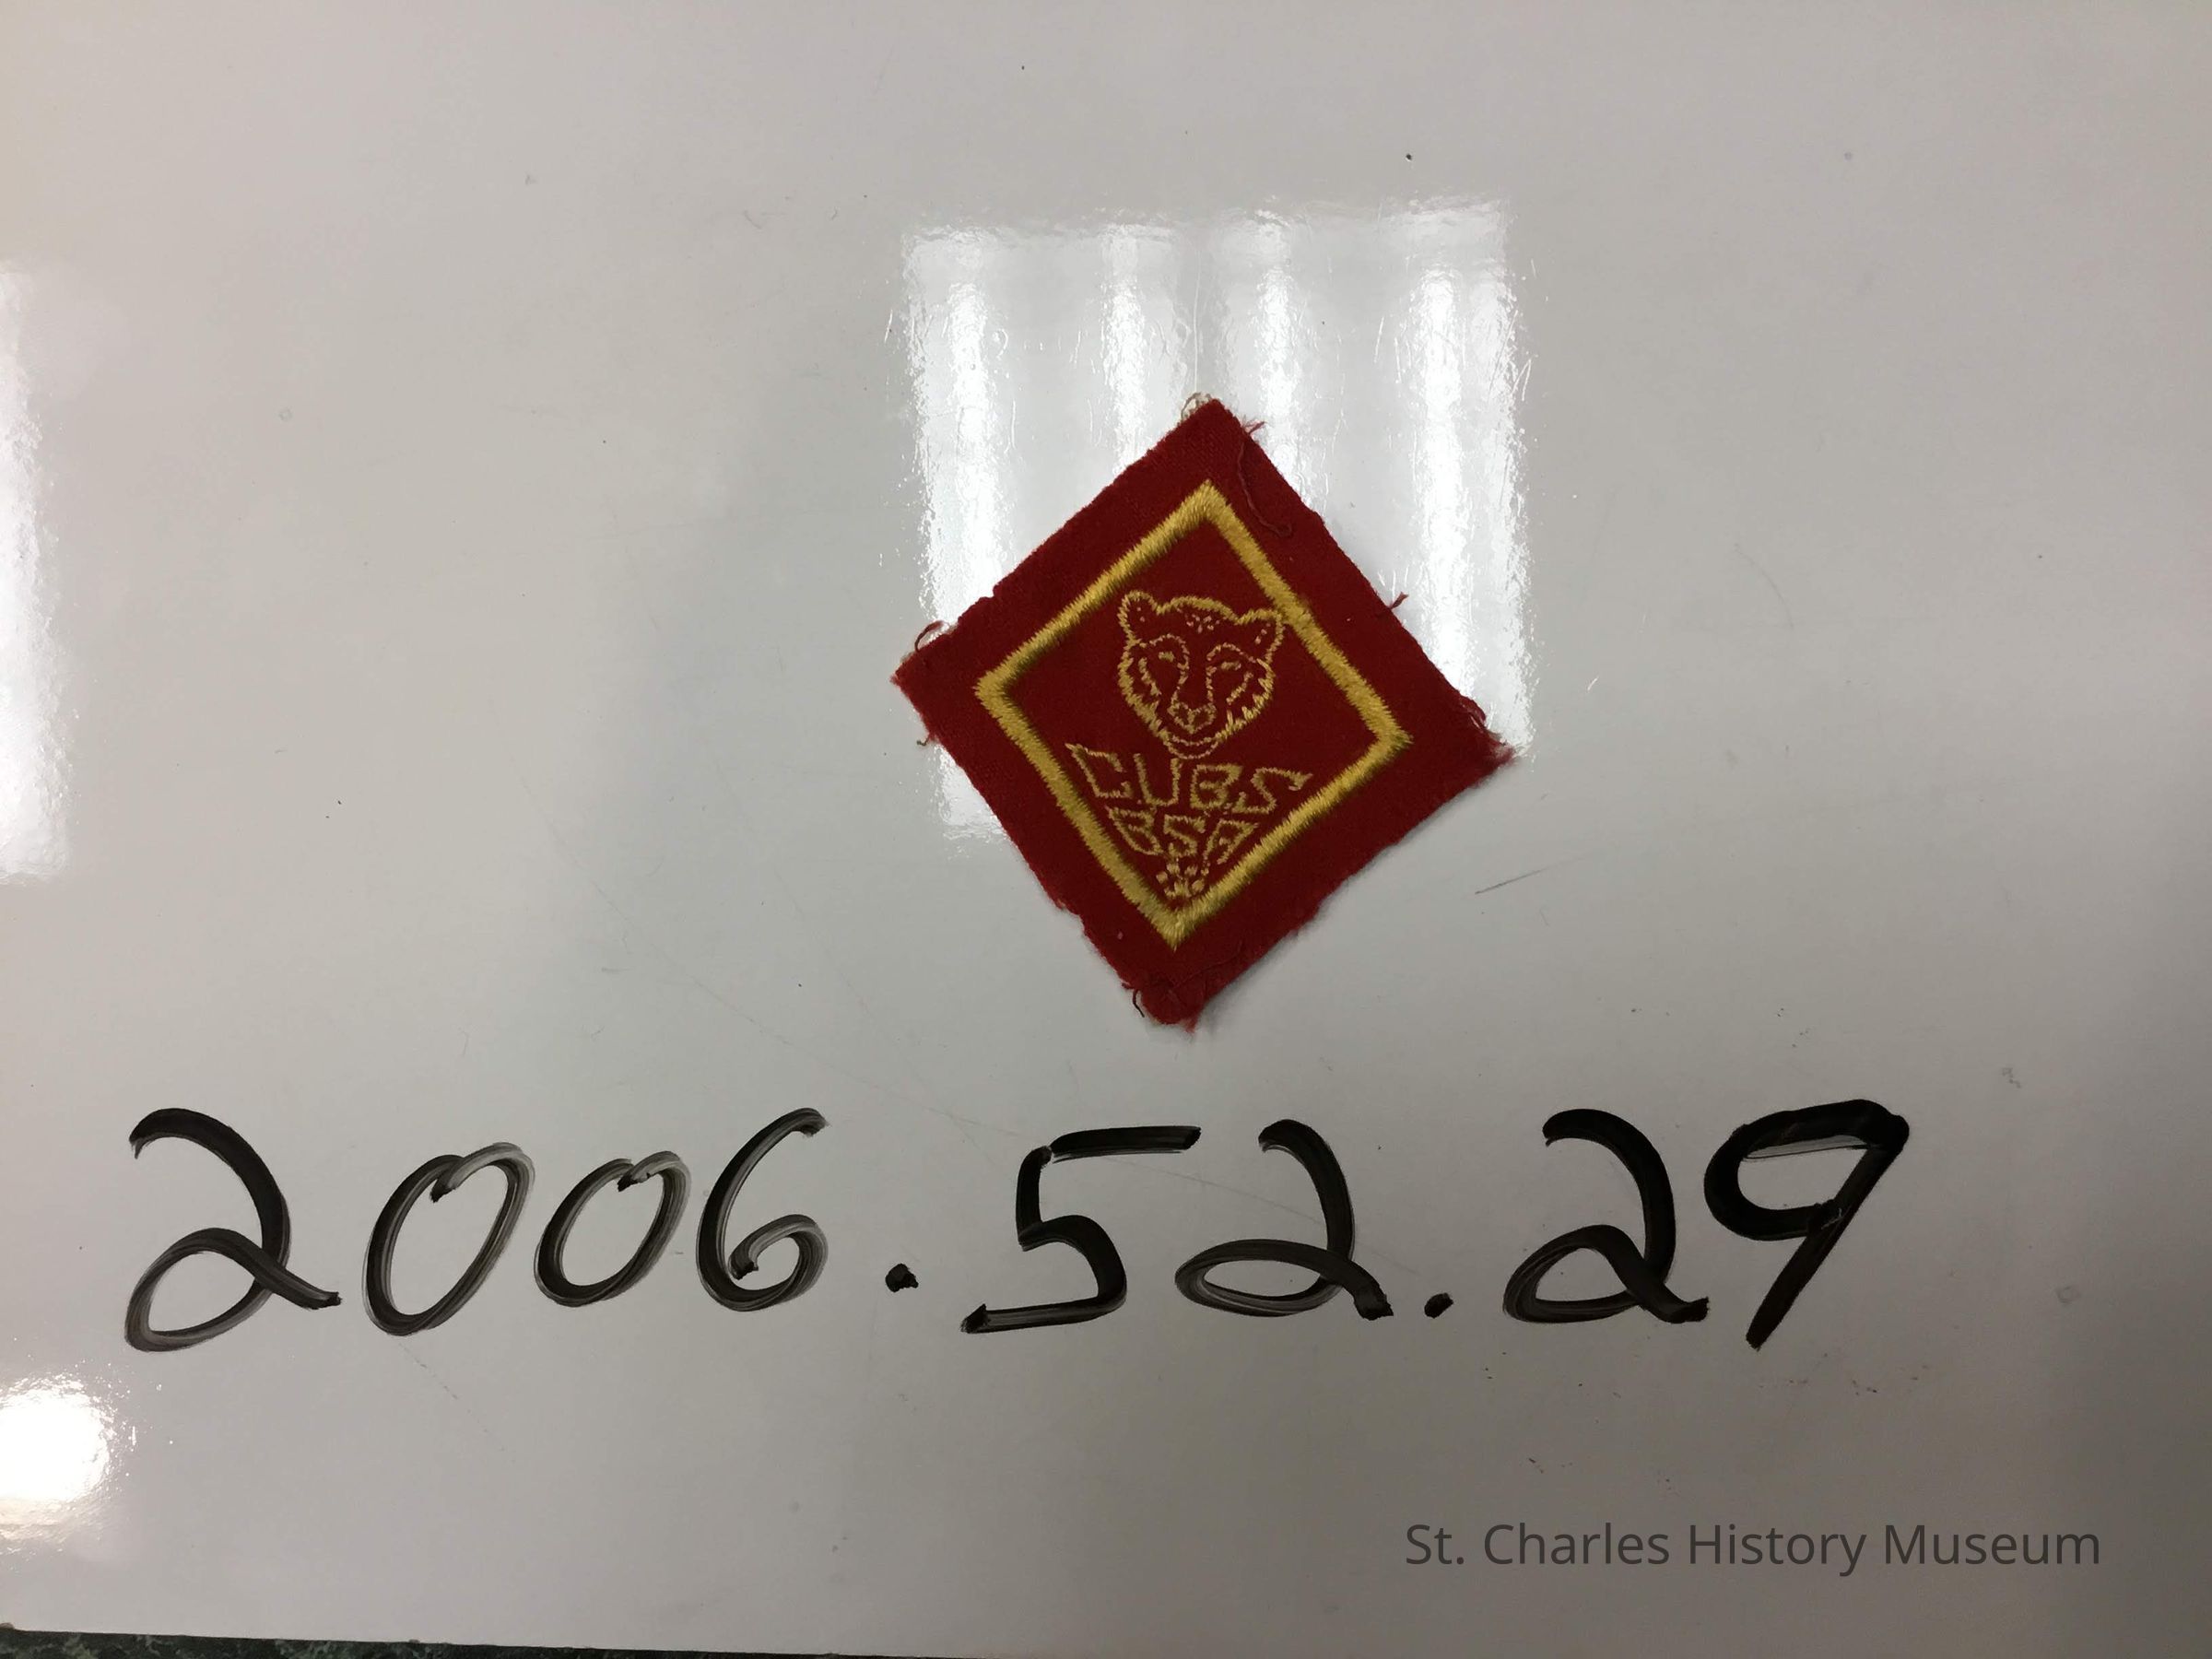 CUBS
BSA
2006.52.29
St. Charles History Museum